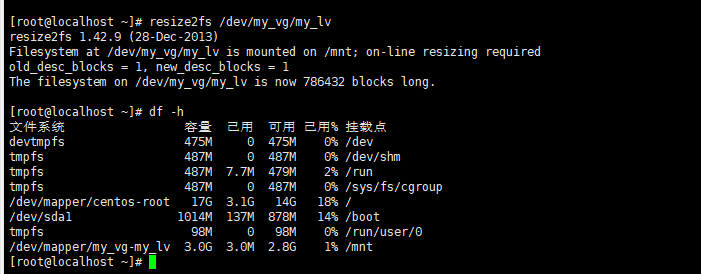 [root@localhost ~]# resize2fs /dev/my_vg/my_lv
resize2fs 1.42.9 (28-Dec-2013)
Filesystem at /dev/my_vg/my_lv is mounted on /mnt; on-line resizing required
old_desc_blocks = 1, new_desc_blocks = 1
The filesystem on /dev/my_vg/my_lv is now 786432 blocks long.
[root@localhost ~]# df -h
文件系统 容量 已用 可用 已用% 挂载点
devtmpfs 475M 0 475M 0% /dev
tmpfs 487M 0 487M 0% /dev/shm
tmpfs 487M 7.7M 479M 2% /run
tmpfs 487M 0 487M 0% /sys/fs/cgroup
/dev/mapper/centos-root 17G 3.1G 14G 18% /
/dev/sda1 1014M 137M 878M 14% /boot
tmpfs 98M 0 98M 0% /run/user/0
/dev/mapper/my_vg-my_lv 3.0G 3.0M 2.8G 1% /mnt
[root@localhost ~]#